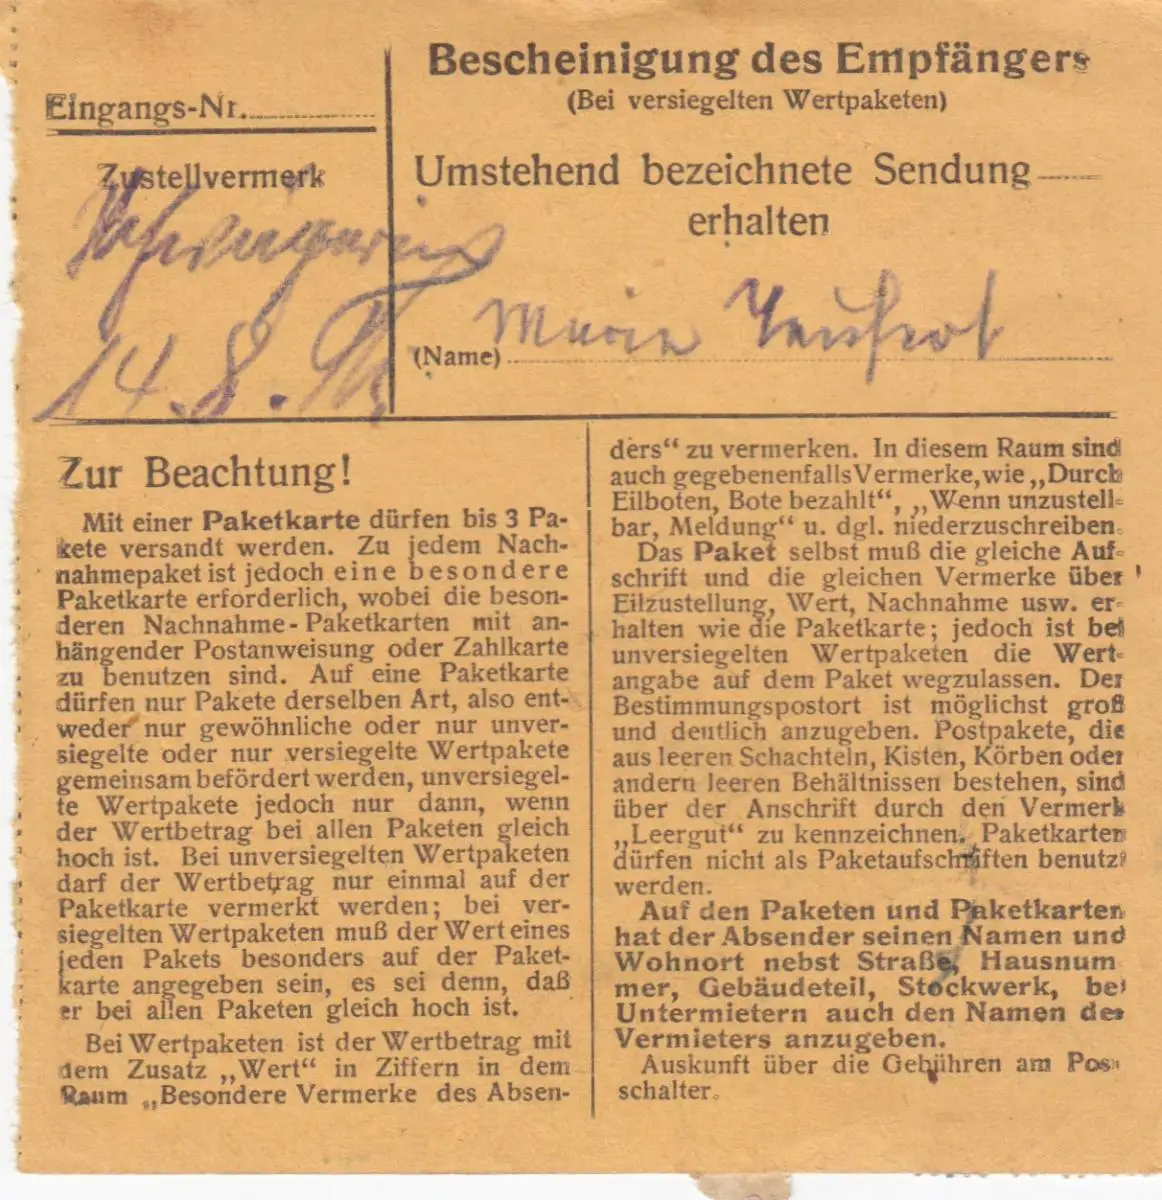 Eingangs-Nr.
Zustellvermerk
14. 8.
Bescheinigung des Empfängers
(Bei versiegelten Wertpaketen)
Umstehend bezeichnete Sendung
erhalten
Marie
(Name)
Zur Beachtung!
Mit einer Paketkarte dürfen bis 3 Pa-
kete versandt werden. Zu jedem Nach-
nahmepaket ist jedoch eine besondere
Paketkarte erforderlich, wobei die beson-
deren Nachnahme-Paketkarten mit an-
hängender Postanweisung oder Zahlkarte
zu benutzen sind. Auf eine Paketkarte
dürfen nur Pakete derselben Art, also ent-
weder nur gewöhnliche oder nur unver-
siegelte oder nur versiegelte Wertpakete
gemeinsam befördert werden, unversiegel-
te Wertpakete jedoch nur dann, wenn
der Wertbetrag bei allen Paketen gleich
hoch ist. Bei unversiegelten Wertpaketen
darf der Wertbetrag nur einmal auf der
Paketkarte vermerkt werden; bei ver-
siegelten Wertpaketen muß der Wert eines
jeden Pakets besonders auf der Paket-
karte angegeben sein, es sei denn, daß
er bei allen Paketen gleich hoch ist.
Bei Wertpaketen ist der Wertbetrag mit
dem Zusatz „Wert“ in Ziffern in dem
Raum „Besondere Vermerke des Absen-
ders“ zu vermerken. In diesem Raum sind
auch gegebenenfalls Vermerke, wie „Durch
Eilboten, Bote bezahlt“, „Wenn unzustell-
bar, Meldung“ u. dgl. niederzuschreiben.
Das Paket selbst muß die gleiche Auf-
schrift und die gleichen Vermerke über
Eilzustellung, Wert, Nachnahme usw. er-
halten wie die Paketkarte; jedoch ist bei
unversiegelten Wertpaketen die Wert-
angabe auf dem Paket wegzulassen. Der
Bestimmungspostort ist möglichst groß
und deutlich anzugeben. Postpakete, die
aus leeren Schachteln, Kisten, Körben oder
andern leeren Behältnissen bestehen, sind
über der Anschrift durch den Vermerk
„Leergut“ zu kennzeichnen. Paketkarten
dürfen nicht als Paketaufschriften benutzt
werden.
Auf den Paketen und Paketkarten
hat der Absender seinen Namen und
Wohnort nebst Straße, Hausnum
mer, Gebäudeteil, Stockwerk, bei
Untermietern auch den Namen des
Vermieters anzugeben.
Auskunft über die Gebühren am Pos
schalter.